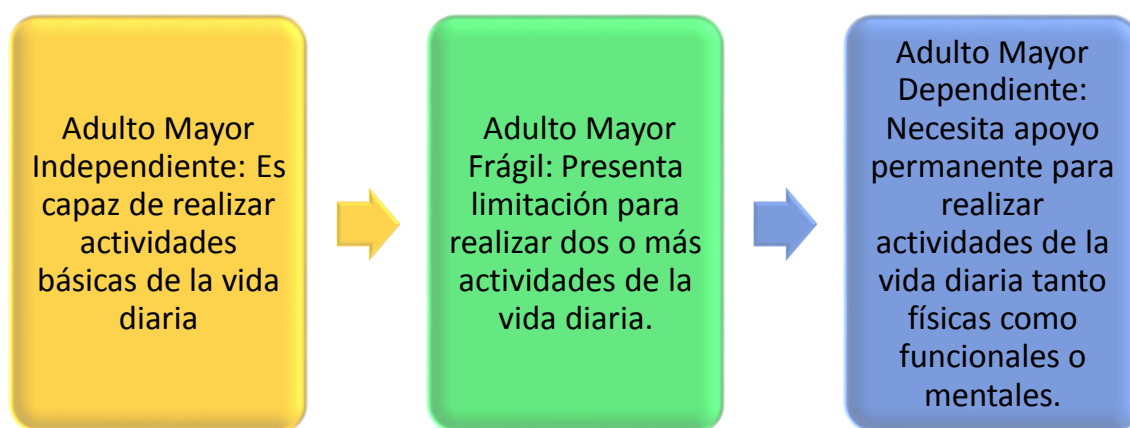 Adulto Mayor
Independiente: Es
capaz de realizar
actividades
básicas de la vida
diaria
Adulto Mayor
Frágil: Presenta
limitación para
realizar dos o más
actividades de la
vida diaria.
Adulto Mayor
Dependiente:
Necesita apoyo
permanente para
realizar
actividades de la
vida diaria tanto
físicas como
funcionales o
mentales.